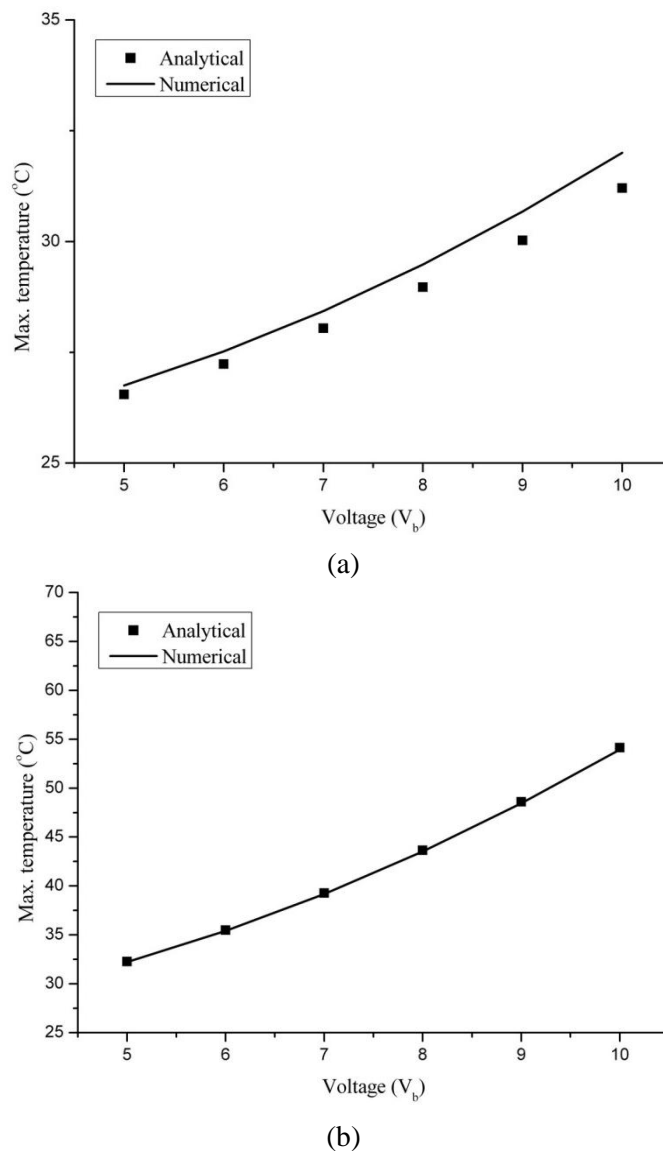 35
Analytical
Numerical
30
25
Max. temperature (°C)
5 6 7 8 9 10
Voltage (V_b)
(a)
70
65
60
55
50
45
40
35
33
25
Analytical
Numerical
Max. temperature (°C)
5 6 7 8 9 10
Voltage (V_b)
(b)